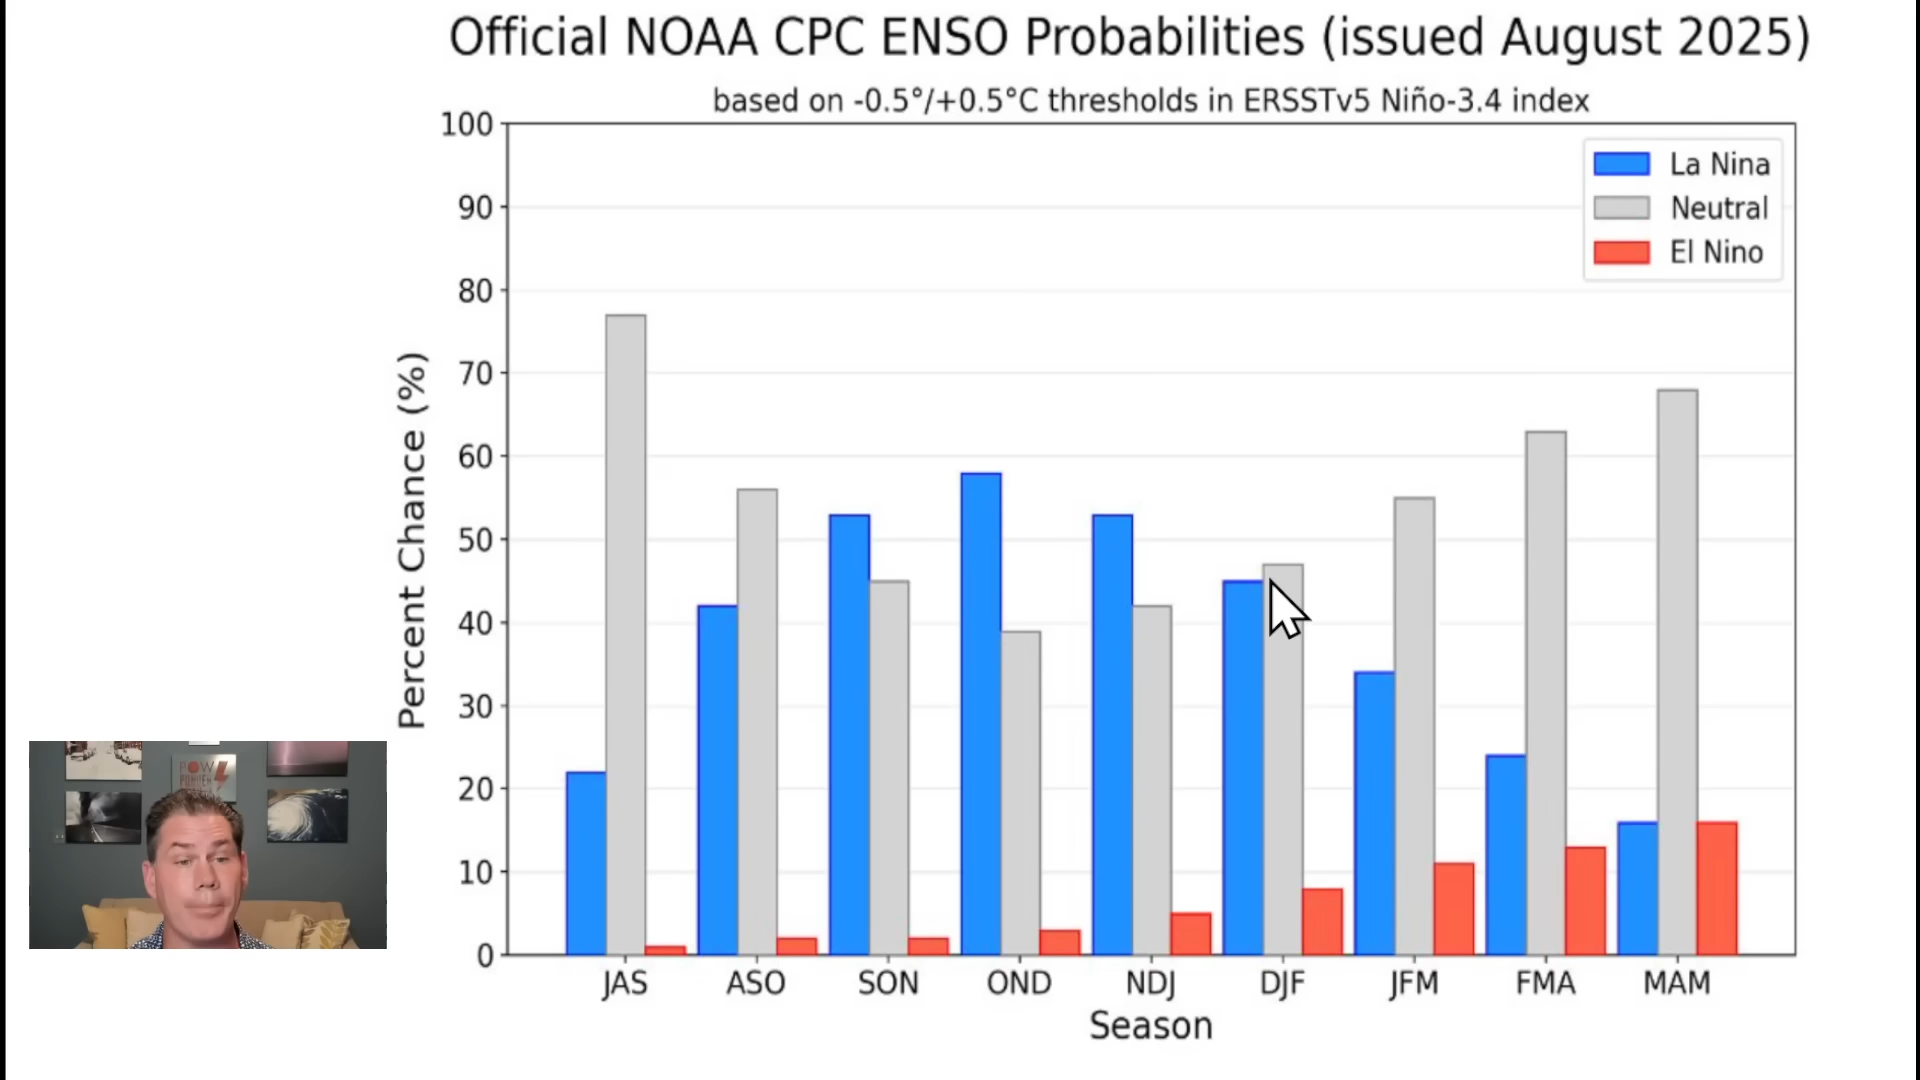 Official NOAA CPC ENSO Probabilities (issued August 2025)
based on -0.5°/+0.5°C thresholds in ERSSTv5 Niño-3.4 index
La Nina
Neutral
El Nino
Percent Chance (%)
100
90
80
70
60
50
40
30
20
10
0
JAS ASO SON OND NDJ DJF JFM FMA MAM
Season
POW